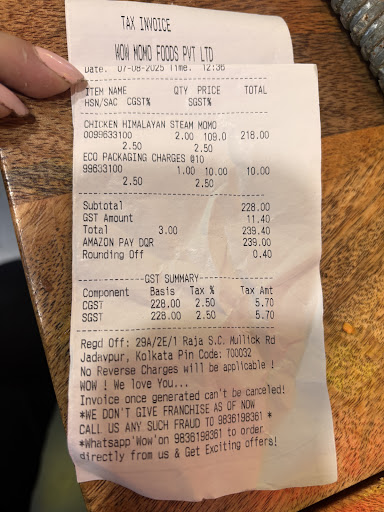 TAX INVOICE
WOW MOMO FOODS PVT LTD
Date: 07-08-2025 Time: 12:36
ITEM NAME QTY PRICE TOTAL
HSN/SAC CGST% SGST%
CHICKEN HIMALAYAN STEAM MOMO
0099633100 2.00 109.0 218.00
2.50 2.50
ECO PACKAGING CHARGES @10
99633100 1.00 10.00 10.00
2.50 2.50
Subtotal 228.00
GST Amount 11.40
Total 3.00 239.40
AMAZON PAY DQR 239.00
Rounding Off 0.40
GST SUMMARY
Component Basis Tax % Tax Amt
CGST 228.00 2.50 5.70
SGST 228.00 2.50 5.70
Regd Off: 29A/2E/1 Raja S.C. Mullick Rd
Jadavpur, Kolkata Pin Code: 700032
No Reverse Charges will be applicable !
WOW ! We love You...
Invoice once generated can't be canceled!
*WE DON'T GIVE FRANCHISE AS OF NOW
CALL US ANY SUCH FRAUD TO 9836198361 *
*Whatsapp'Wow'on 9836198361 to order
directly from us & Get Exciting offers!